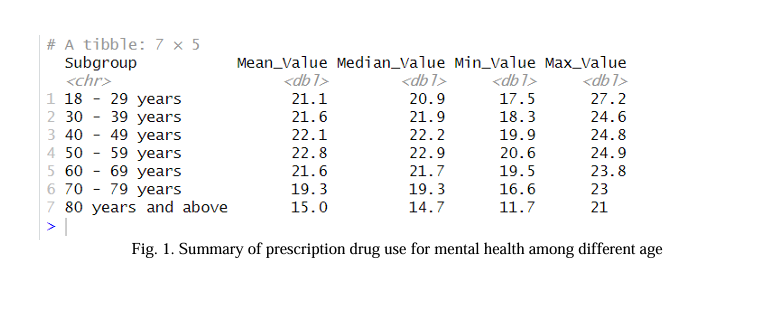 # A tibble: 7 × 5
Subgroup Mean_Value Median_Value Min_Value Max_Value
<chr> <dbl> <dbl> <dbl> <dbl>
1 18 - 29 years 21.1 20.9 17.5 27.2
2 30 - 39 years 21.6 21.9 18.3 24.6
3 40 - 49 years 22.1 22.2 19.9 24.8
4 50 - 59 years 22.8 22.9 20.6 24.9
5 60 - 69 years 21.6 21.7 19.5 23.8
6 70 - 79 years 19.3 19.3 16.6 23
7 80 years and above 15.0 14.7 11.7 21
>
Fig. 1. Summary of prescription drug use for mental health among different age